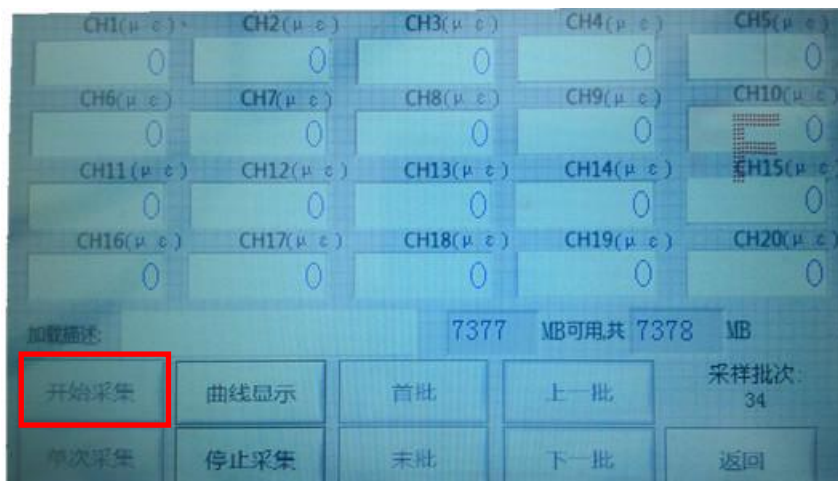 CH1(μ ε) CH2(μ ε) CH3(μ ε) CH4(μ ε) CH5(μ ε)
0 0 0 0 0
CH6(μ ε) CH7(μ ε) CH8(μ ε) CH9(μ ε) CH10(μ ε)
0 0 0 0 0
CH11(μ ε) CH12(μ ε) CH13(μ ε) CH14(μ ε) CH15(μ ε)
0 0 0 0 0
CH16(μ ε) CH17(μ ε) CH18(μ ε) CH19(μ ε) CH20(μ ε)
0 0 0 0 0
加载描述: 7377 MB可用,共 7378 MB
开始采集 曲线显示 首批 上一批 采样批次:
34
单次采集 停止采集 末批 下一批 返回